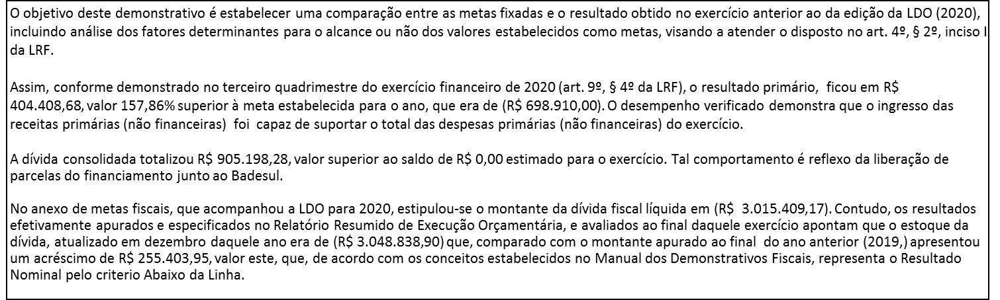 O objetivo deste demonstrativo é estabelecer uma comparação entre as metas fixadas e o resultado obtido no exercício anterior ao da edição da LDO (2020),
incluindo análise dos fatores determinantes para o alcance ou não dos valores estabelecidos como metas, visando a atender o disposto no art. 4º, § 2º, inciso I
da LRF.
Assim, conforme demonstrado no terceiro quadrimestre do exercício financeiro de 2020 (art. 9º, § 4º da LRF), o resultado primário, ficou em R$
404.408,68, valor 157,86% superior à meta estabelecida para o ano, que era de (R$ 698.910,00). O desempenho verificado demonstra que o ingresso das
receitas primárias (não financeiras) foi capaz de suportar o total das despesas primárias (não financeiras) do exercício.
A dívida consolidada totalizou R$ 905.198,28, valor superior ao saldo de R$ 0,00 estimado para o exercício. Tal comportamento é reflexo da liberação de
parcelas do financiamento junto ao Badesul.
No anexo de metas fiscais, que acompanhou a LDO para 2020, estipulou-se o montante da dívida fiscal líquida em (R$ 3.015.409,17). Contudo, os resultados
efetivamente apurados e especificados no Relatório Resumido de Execução Orçamentária, e avaliados ao final daquele exercício apontam que o estoque da
dívida, atualizado em dezembro daquele ano era de (R$ 3.048.838,90) que, comparado com o montante apurado ao final do ano anterior (2019,) apresentou
um acréscimo de R$ 255.403,95, valor este, que, de acordo com os conceitos estabelecidos no Manual dos Demonstrativos Fiscais, representa o Resultado
Nominal pelo criterio Abaixo da Linha.